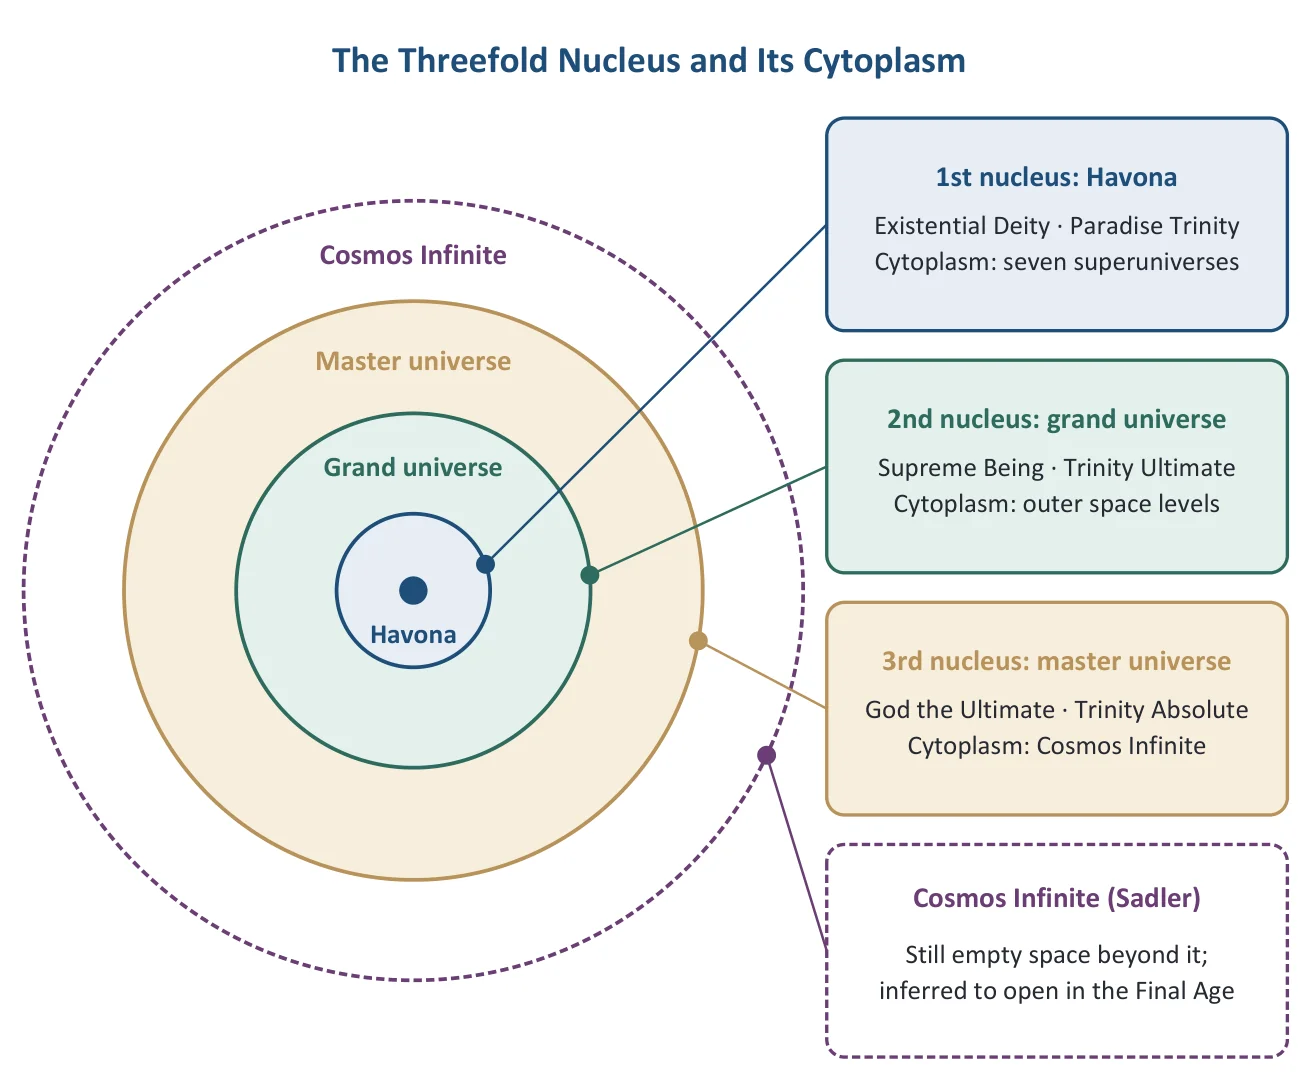 The Threefold Nucleus and Its Cytoplasm
Cosmos Infinite
Master universe
Grand universe
Havona
1st nucleus: Havona
Existential Deity · Paradise Trinity
Cytoplasm: seven superuniverses
2nd nucleus: grand universe
Supreme Being · Trinity Ultimate
Cytoplasm: outer space levels
3rd nucleus: master universe
God the Ultimate · Trinity Absolute
Cytoplasm: Cosmos Infinite
Cosmos Infinite (Sadler)
Still empty space beyond it;
inferred to open in the Final Age